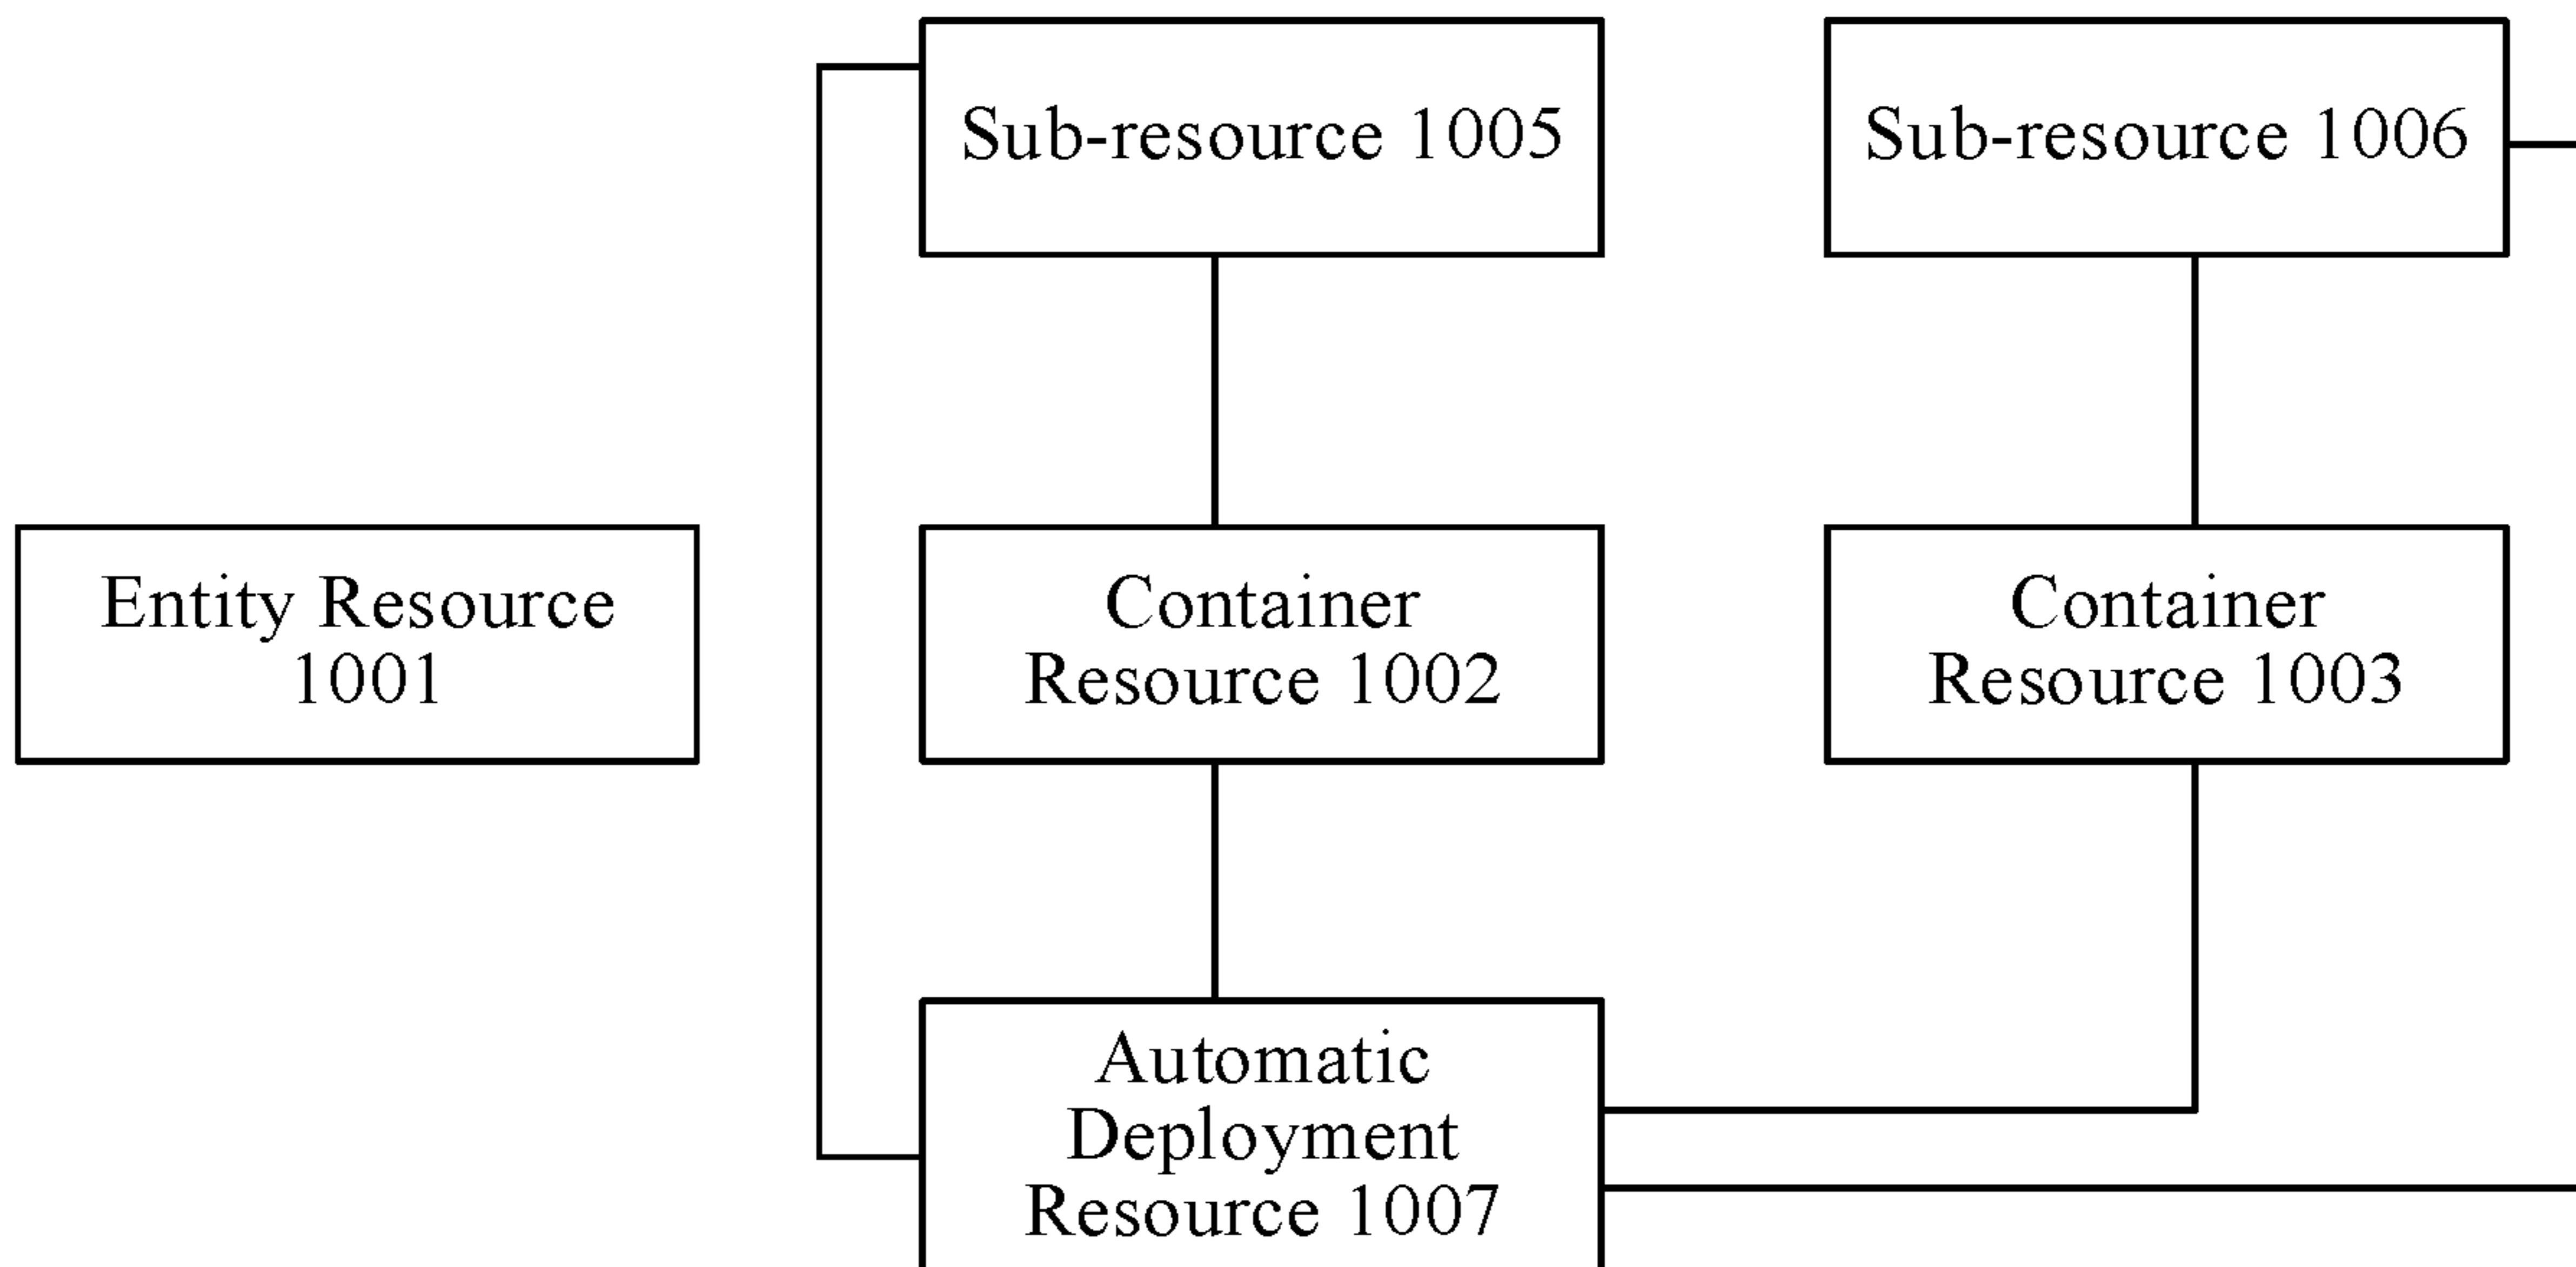 Sub-resource 1005
Sub-resource 1006
Entity Resource
1001
Container
Resource 1002
Container
Resource 1003
Automatic
Deployment
Resource 1007